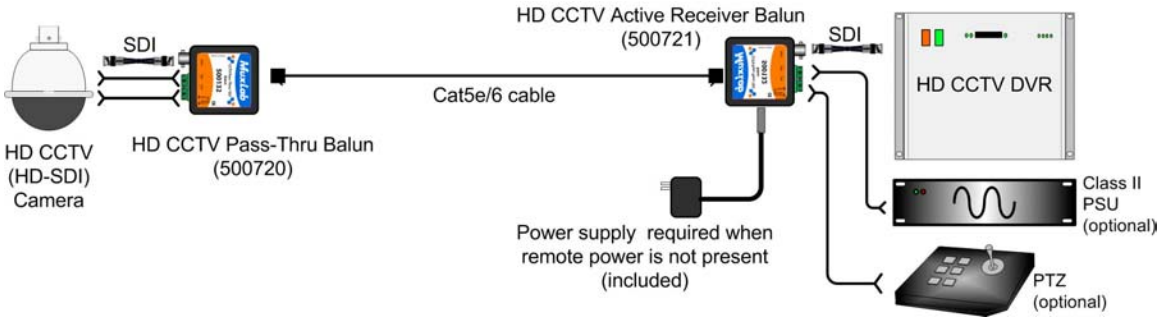 HD CCTV Active Receiver Balun
(500721)
SDI
SDI
MuxLab
500132
HD CCTV DVR
Cat5e/6 cable
HD CCTV Pass-Thru Balun
(500720)
HD CCTV
(HD-SDI)
Camera
Class II
PSU
(optional)
Power supply required when
remote power is not present
(included)
PTZ
(optional)